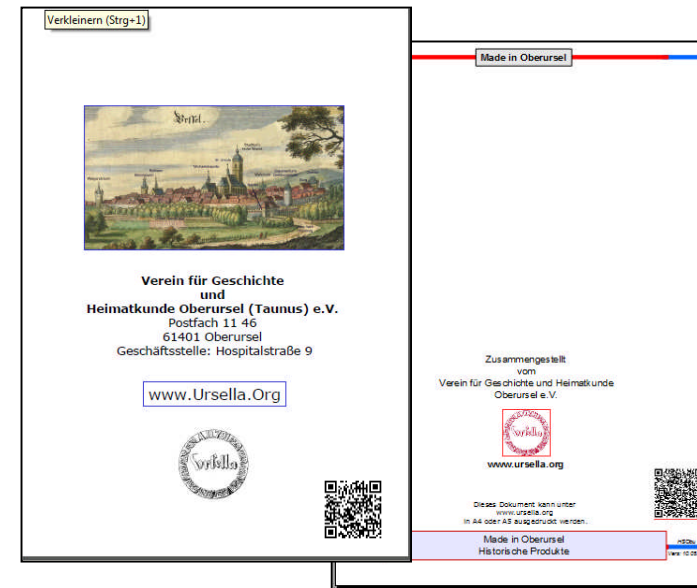 Verkleinern (Strg+1)
Verein für Geschichte
und
Heimatkunde Oberursel (Taunus) e.V.
Postfach 11 46
61401 Oberursel
Geschäftsstelle: Hospitalstraße 9
www.Ursella.Org
Made in Oberursel
Zusammengestellt
vom
Verein für Geschichte und Heimatkunde
Oberursel e.V.
www.ursella.org
Dieses Dokument kann unter
www.ursella.org
in A4 oder A5 ausgedruckt werden.
Made in Oberursel
Historische Produkte